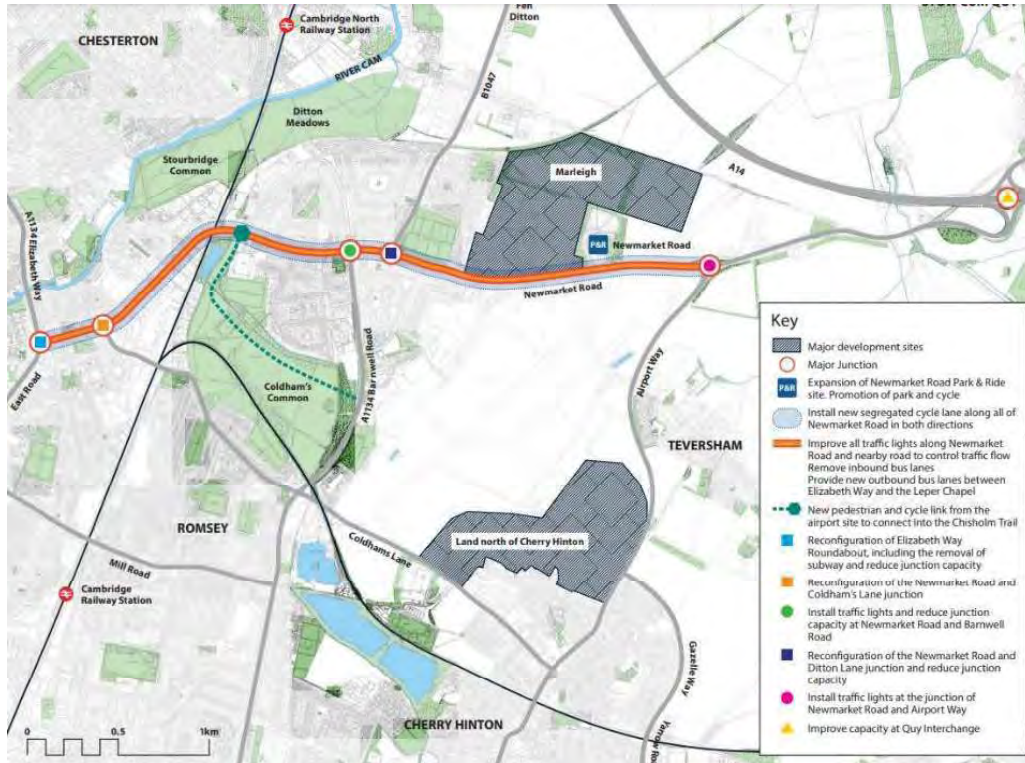 Cambridge North
Railway Station
Fen
Ditton
CHESTERTON
RIVER CAM
B1047
Ditton
Meadows
Stourbridge
Common
Marleigh
A14
A1134 Elizabeth Way
P&R
Newmarket Road
Newmarket Road
East Road
Coldham's
Common
A1134 Barnwell Road
Airport Way
TEVERSHAM
ROMSEY
Coldhams Lane
Land north of Cherry Hinton
Mill Road
Cambridge
Railway Station
Gazelle Way
CHERRY HINTON
0
0.5
1km
Key
Major development sites
Major Junction
P&R
Expansion of Newmarket Road Park & Ride
site. Promotion of park and cycle
Install new segregated cycle lane along all of
Newmarket Road in both directions
Improve all traffic lights along Newmarket
Road and nearby road to control traffic flow
Remove inbound bus lanes
Provide new outbound bus lanes between
Elizabeth Way and the Leper Chapel
New pedestrian and cycle link from the
airport site to connect into the Chisholm Trail
Reconfiguration of Elizabeth Way
Roundabout, including the removal of
subway and reduce junction capacity
Reconfiguration of the Newmarket Road and
Coldham's Lane junction
Install traffic lights and reduce junction
capacity at Newmarket Road and Barnwell
Road
Reconfiguration of the Newmarket Road and
Ditton Lane junction and reduce junction
capacity
Install traffic lights at the junction of
Newmarket Road and Airport Way
Improve capacity at Quy Interchange